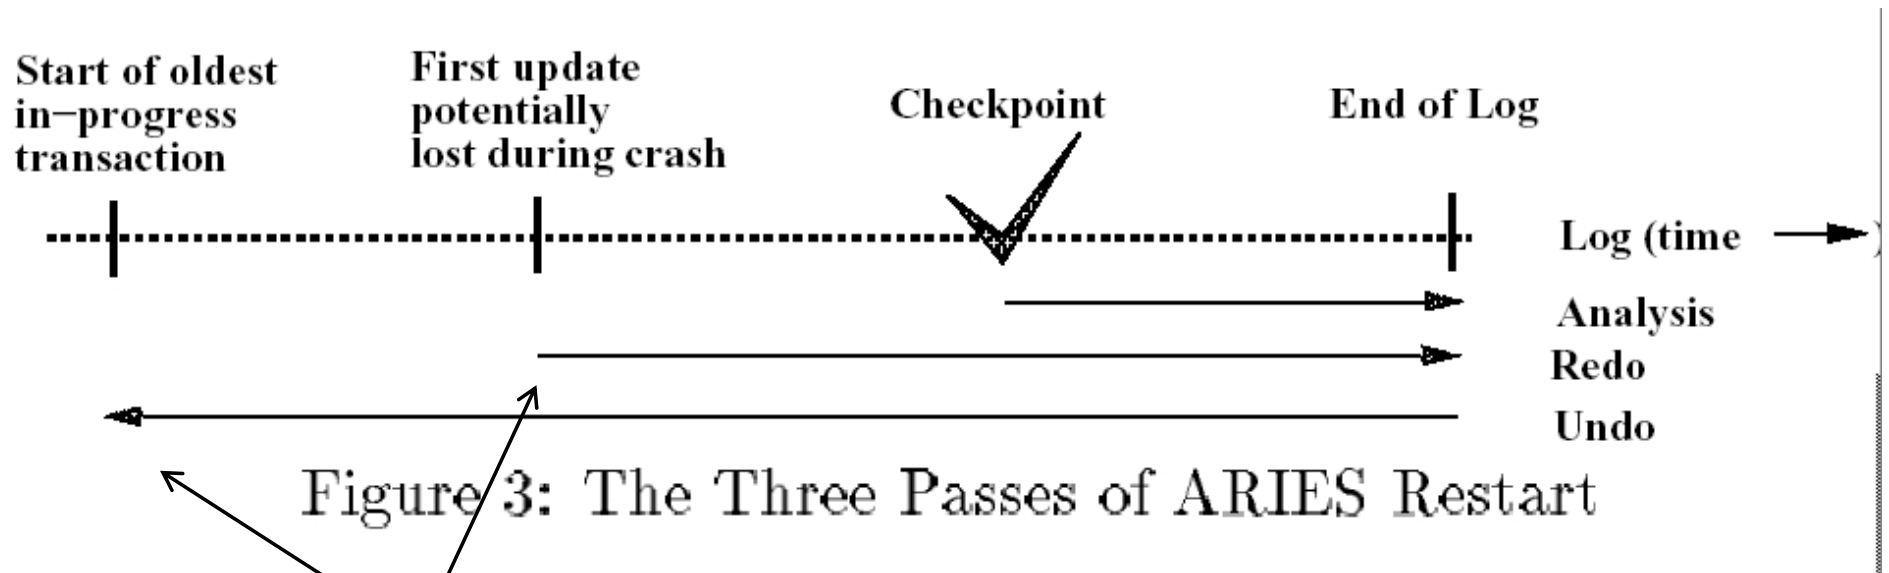 Start of oldest
in−progress
transaction
First update
potentially
lost during crash
Checkpoint
End of Log
Log (time )
Analysis
Redo
Undo
Figure 3: The Three Passes of ARIES Restart